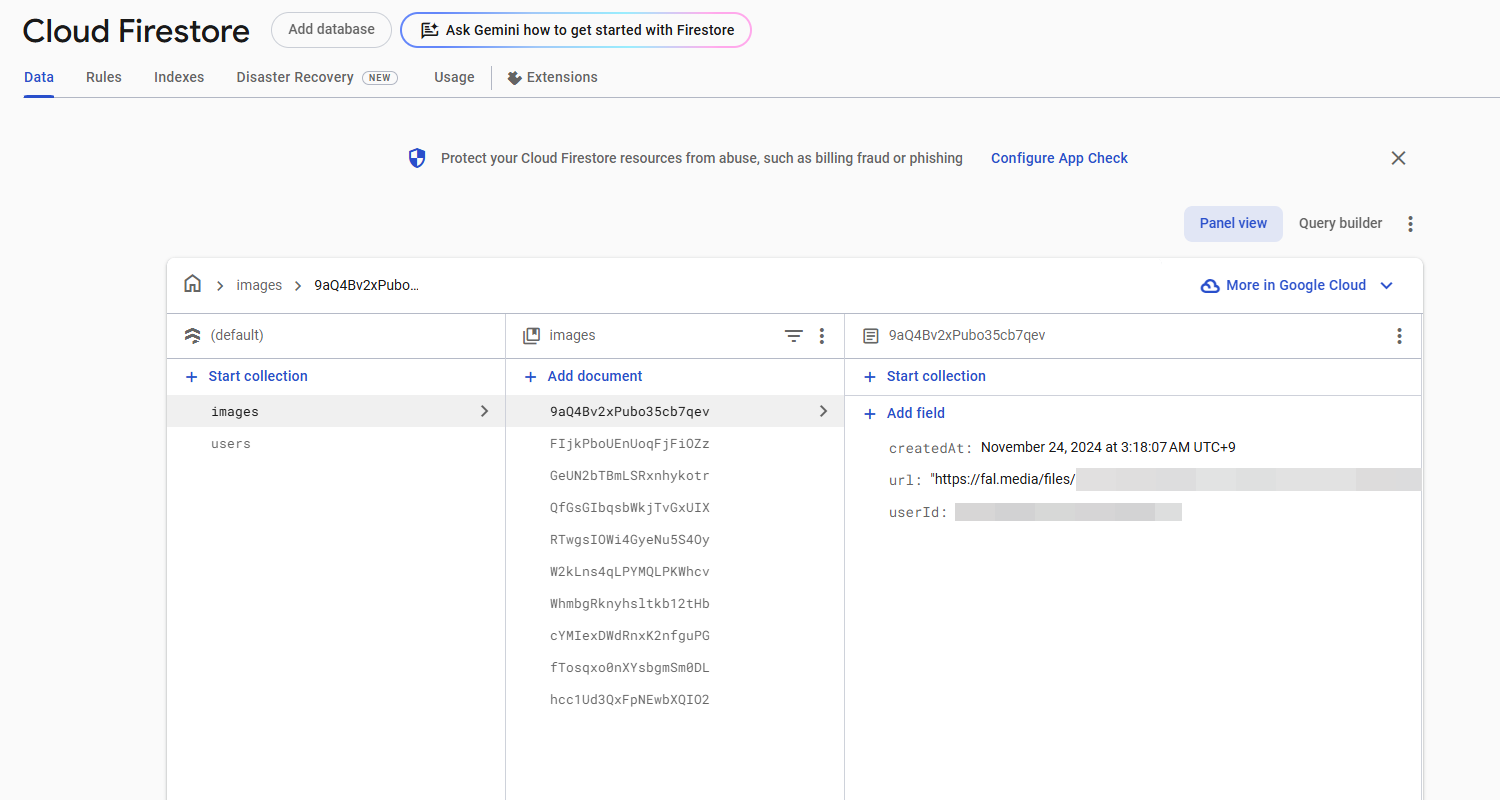 Cloud Firestore
Add database
Ask Gemini how to get started with Firestore
Data
Rules
Indexes
Disaster Recovery
NEW
Usage
Extensions
Protect your Cloud Firestore resources from abuse, such as billing fraud or phishing
Configure App Check
Panel view
Query builder
images
9aQ4Bv2xPubo…
More in Google Cloud
(default)
Start collection
images
users
images
Add document
9aQ4Bv2xPubo35cb7qev
FIjkPboUEnUoqFjFiOZz
GeUN2bTBmLSRxnhykotr
QfGsGIbqsbWkjTvGxUIX
RTwgsIOWi4GyeNu5S4Oy
W2kLns4qLPYMQLPKWhcv
WhmbgRknyhsltkb12tHb
cYMIexDWdRnxK2nfguPG
fTosqxo0nXYsbgmSm0DL
hcc1Ud3QxFpNEwbXQIO2
9aQ4Bv2xPubo35cb7qev
Start collection
Add field
createdAt: November 24, 2024 at 3:18:07 AM UTC+9
url: "https://fal.media/files/
userId: